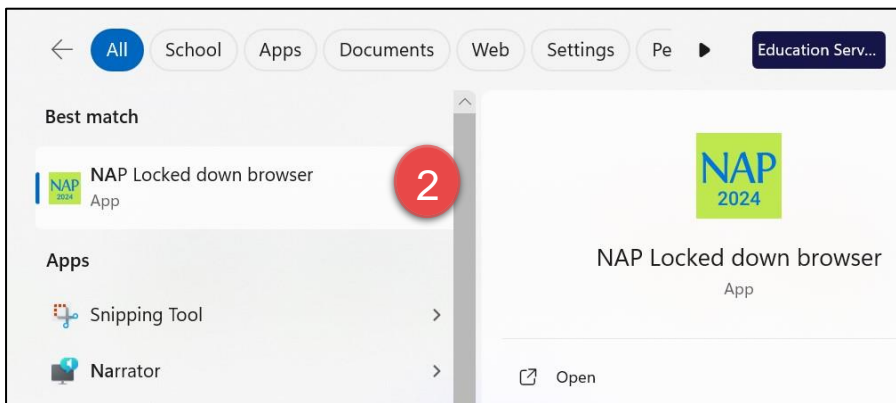 All School Apps Documents Web Settings Pe Education Serv...
Best match
NAP 2024
NAP Locked down browser
App
2
Apps
Snipping Tool
Narrator
NAP
2024
NAP Locked down browser
App
Open